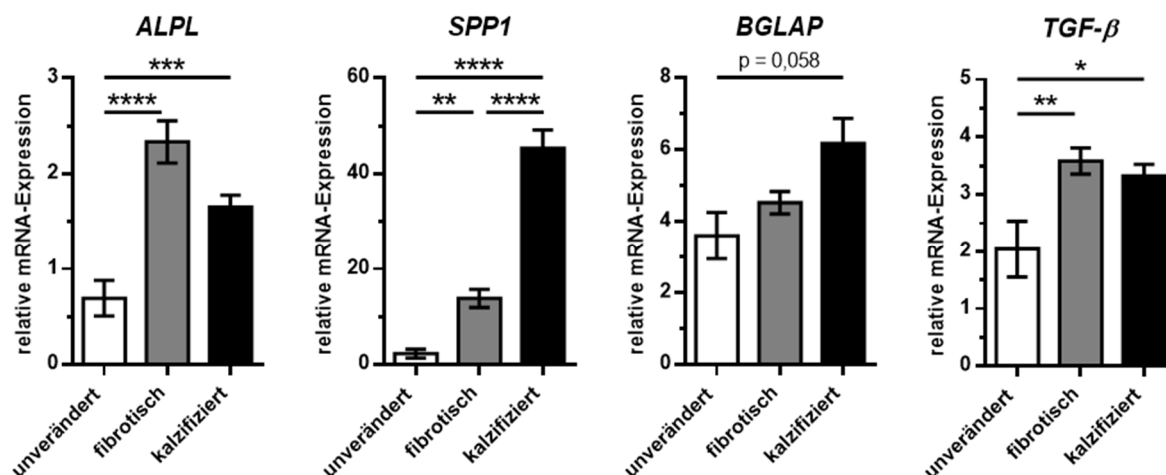 ALPL
relative mRNA-Expression
3
2
1
0
***
****
unverändert
fibrotisch
kalzifiziert
SPP1
relative mRNA-Expression
60
40
20
0
****
** ****
unverändert
fibrotisch
kalzifiziert
BGLAP
relative mRNA-Expression
8
6
4
2
0
p = 0,058
unverändert
fibrotisch
kalzifiziert
TGF-β
relative mRNA-Expression
5
4
3
2
1
0
*
**
unverändert
fibrotisch
kalzifiziert